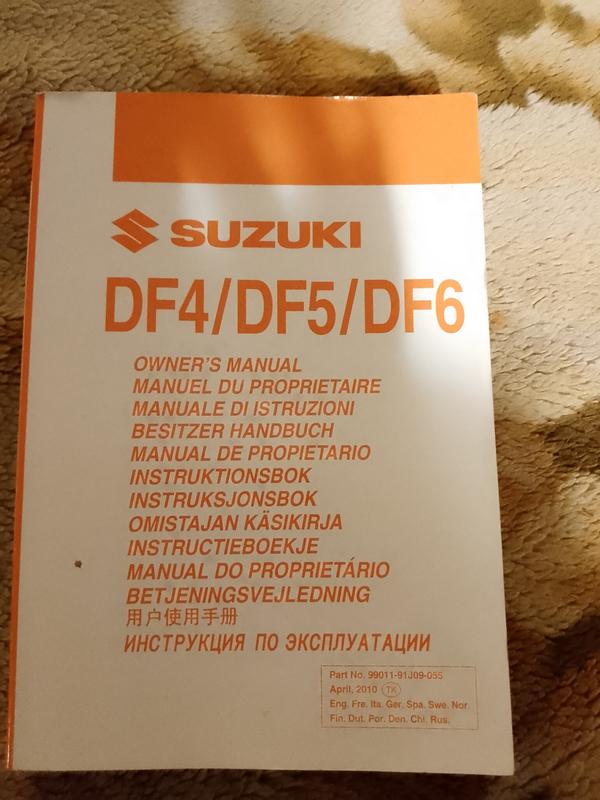 SUZUKI
DF4/DF5/DF6
OWNER'S MANUAL
MANUEL DU PROPRIETAIRE
MANUALE DI ISTRUZIONI
BESITZER HANDBUCH
MANUAL DE PROPIETARIO
INSTRUKTIONSBOK
INSTRUKSJONSBOK
OMISTAJAN KÄSIKIRJA
INSTRUCTIEBOEKJE
MANUAL DO PROPRIETÁRIO
BETJENINGSVEJLEDNING
用户使用手册
ИНСТРУКЦИЯ ПО ЭКСПЛУАТАЦИИ
Part No. 99011-91J09-055
April, 2010 TK
Eng. Fre. Ita. Ger. Spa. Swe. Nor.
Fin. Dut. Por. Den. Chi. Rus.